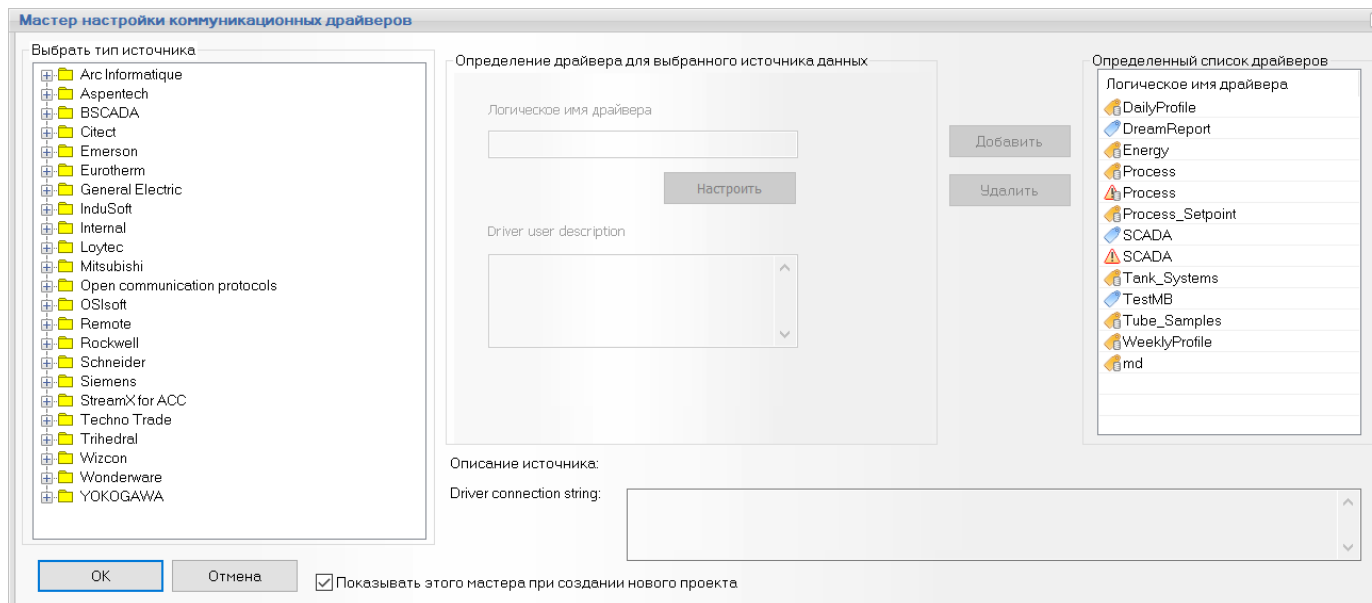 Мастер настройки коммуникационных драйверов
Выбрать тип источника
Arc Informatique
Aspentech
BSCADA
Citect
Emerson
Eurotherm
General Electric
InduSoft
Internal
Loytec
Mitsubishi
Open communication protocols
OSIsoft
Remote
Rockwell
Schneider
Siemens
StreamX for ACC
Techno Trade
Trihedral
Wizcon
Wonderware
YOKOGAWA
Определение драйвера для выбранного источника данных
Логическое имя драйвера
Настроить
Driver user description
Добавить
Удалить
Определенный список драйверов
Логическое имя драйвера
DailyProfile
DreamReport
Energy
Process
Process
Process_Setpoint
SCADA
SCADA
Tank_Systems
TestMB
Tube_Samples
WeeklyProfile
md
Описание источника:
Driver connection string:
OK
Отмена
Показывать этого мастера при создании нового проекта